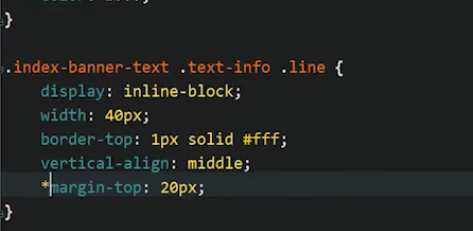 }
.index-banner-text .text-info .line {
display: inline-block;
width: 40px;
border-top: 1px solid #fff;
vertical-align: middle;
*margin-top: 20px;
}